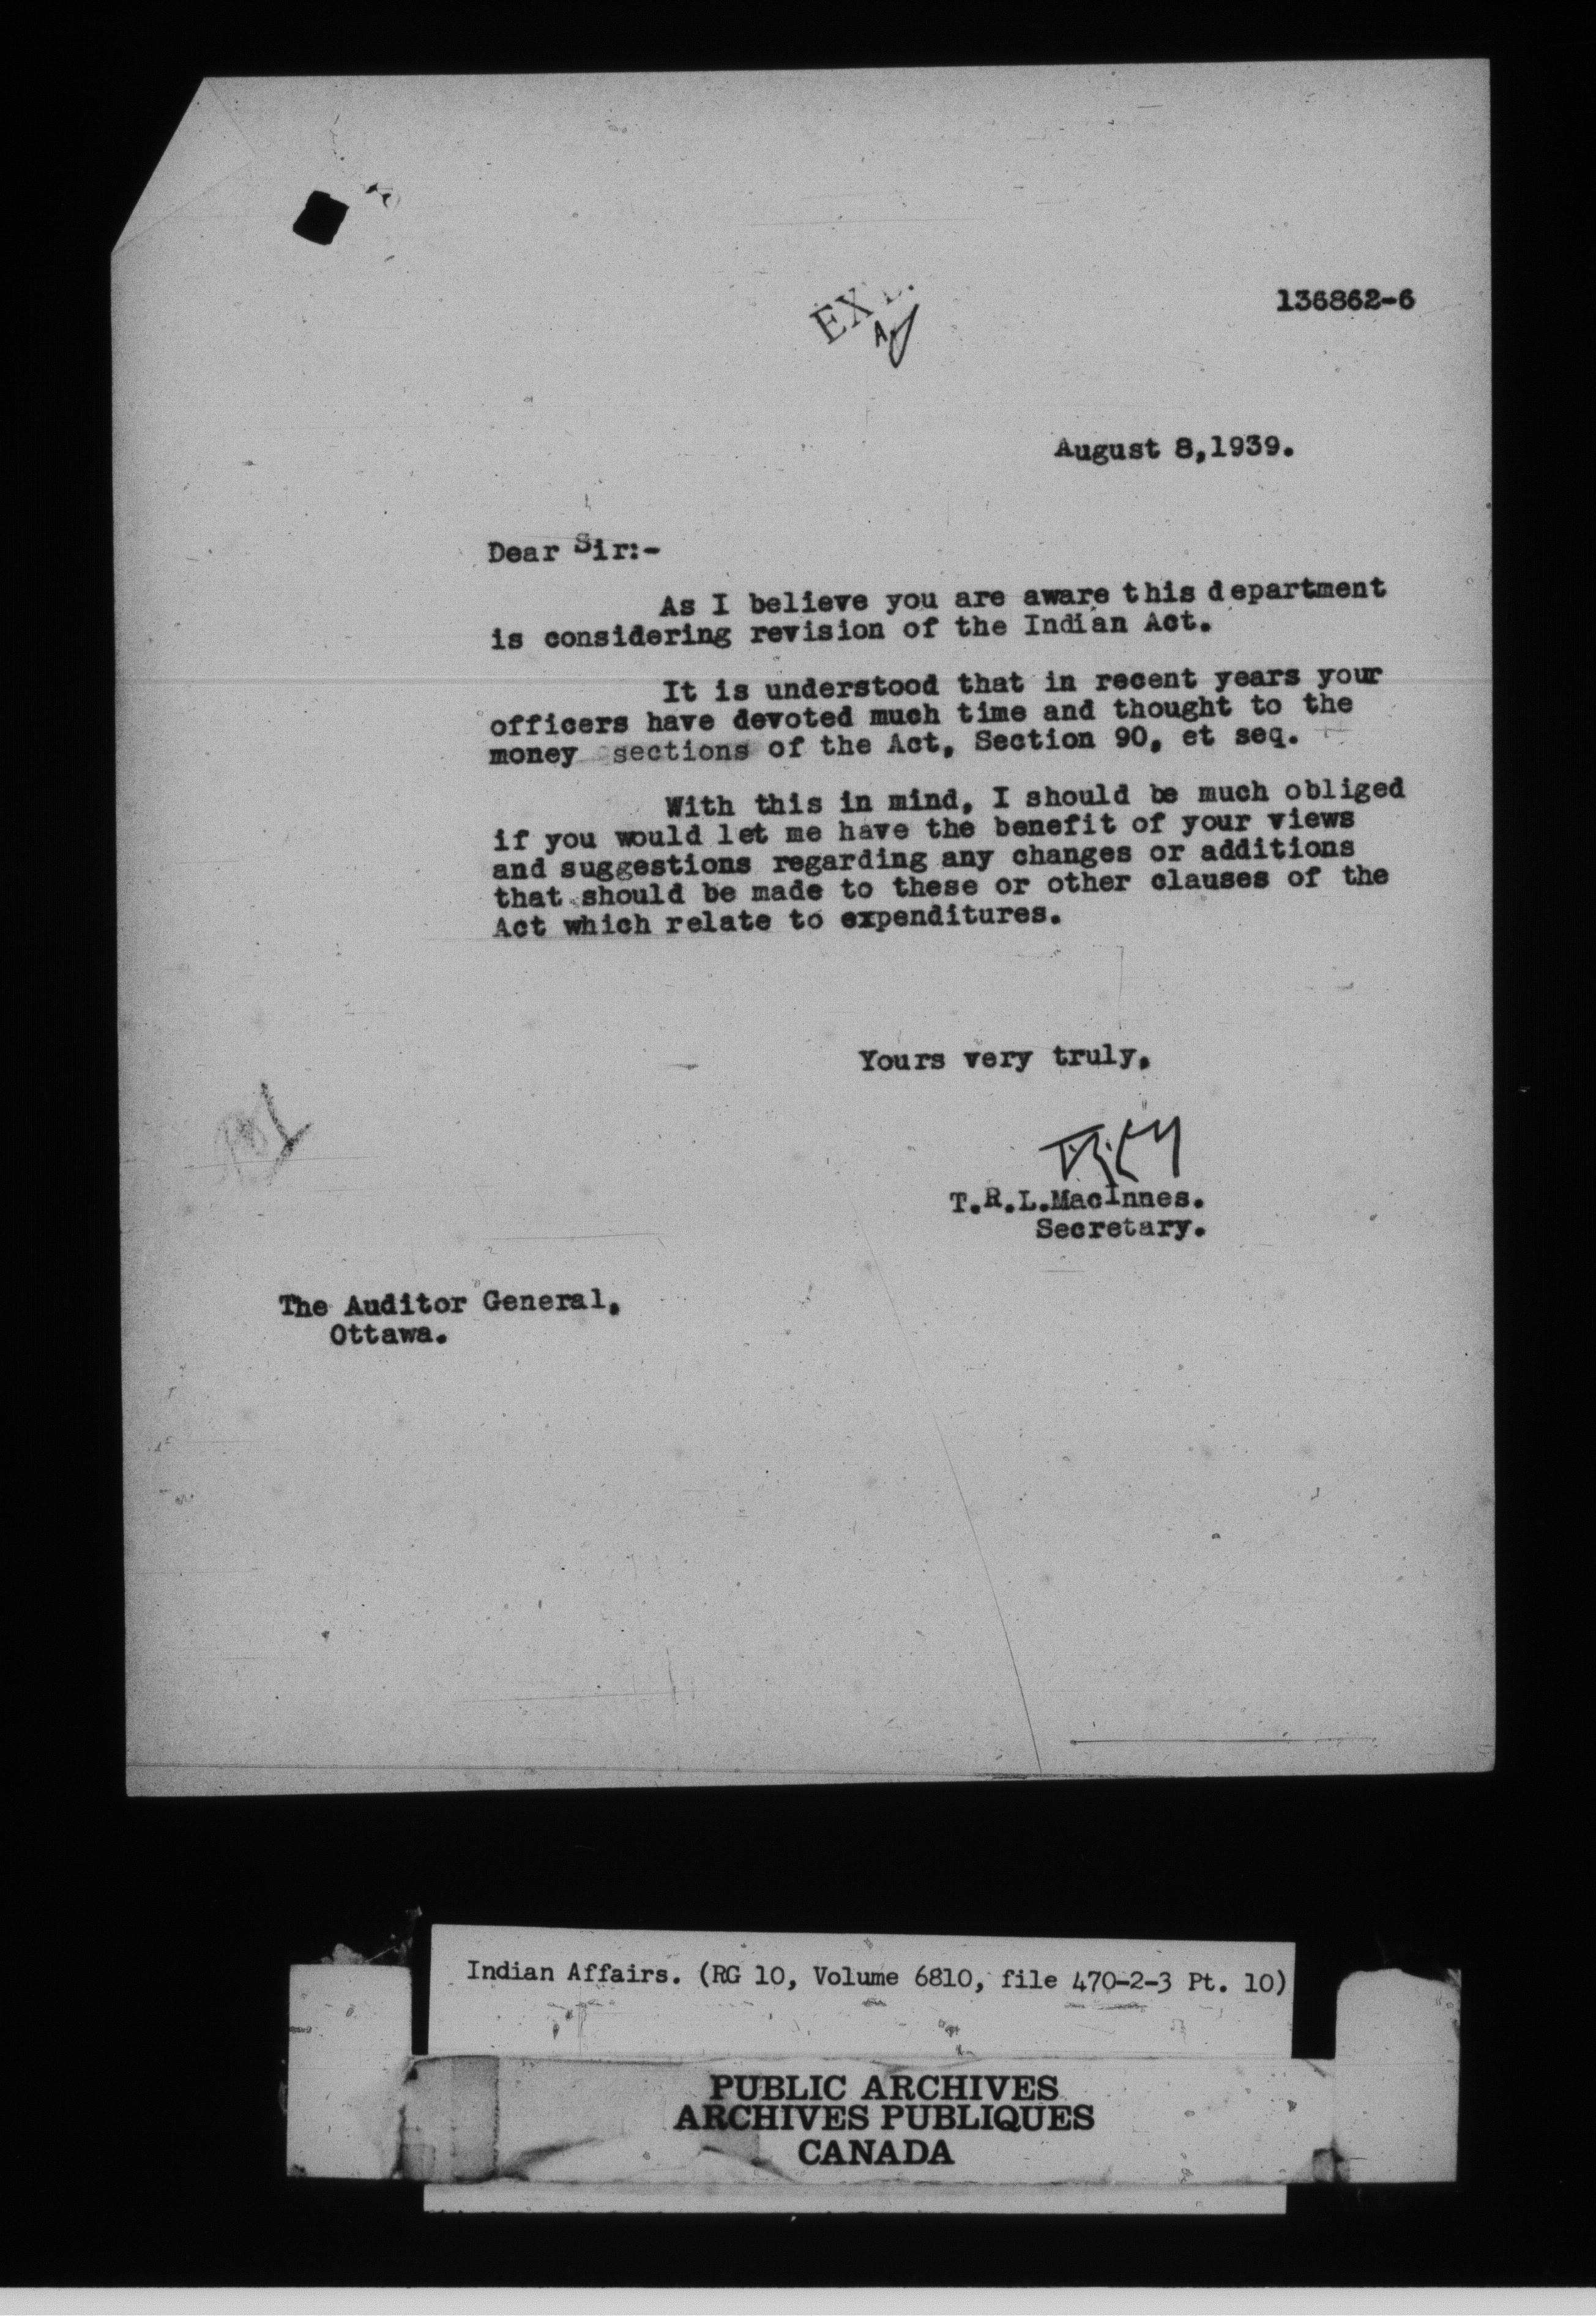 136862-6
August 8,1939.
Dear Sir:-
As I believe you are aware this department
is considering revision of the Indian Act.
It is understood that in recent years your
officers have devoted much time and thought to the
money sections of the Act, Section 90, et seq.
With this in mind, I should be much obliged
if you would let me have the benefit of your views
and suggestions regarding any changes or additions
that should be made to these or other clauses of the
Act which relate to expenditures.
Yours very truly,
T.R.L.MacInnes.
Secretary.
The Auditor General,
Ottawa.
Indian Affairs. (RG 10, Volume 6810, file 470-2-3 Pt. 10)
PUBLIC ARCHIVES
ARCHIVES PUBLIQUES
CANADA